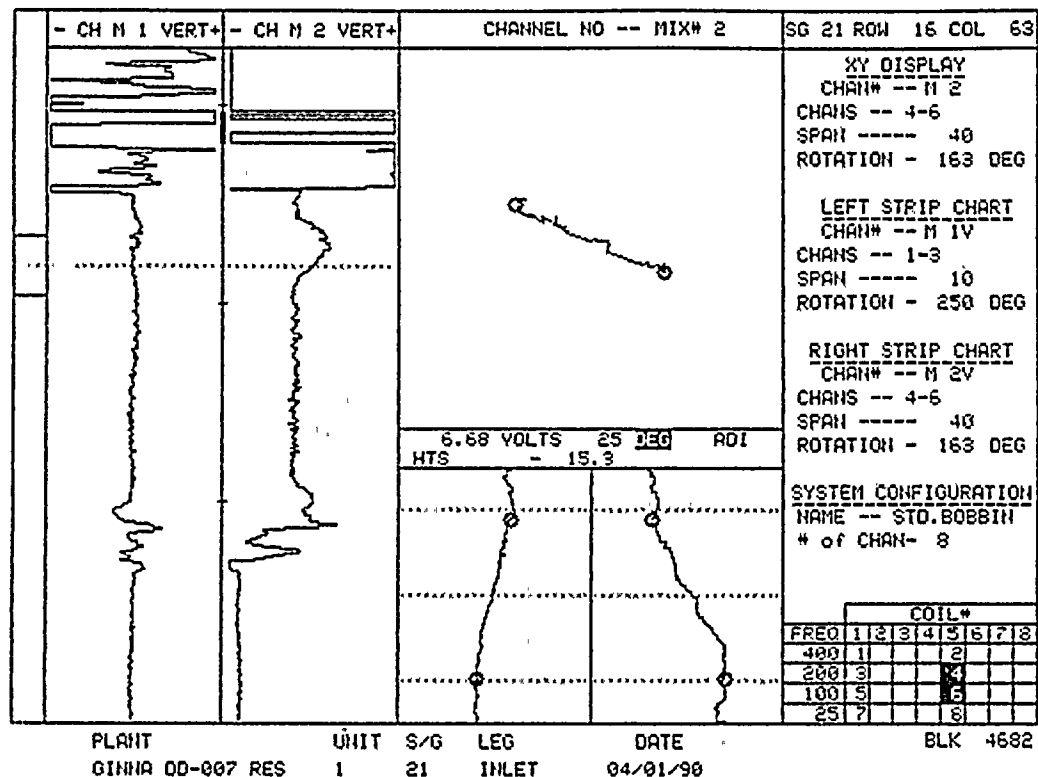 - CH M 1 VERT+
- CH M 2 VERT+
CHANNEL NO -- MIX# 2
SG 21 ROW 16 COL 63
XY DISPLAY
CHAN# -- M 2
CHANS -- 4-6
SPAN ----- 40
ROTATION - 163 DEG
LEFT STRIP CHART
CHAN# -- M 1V
CHANS -- 1-3
SPAN ----- 10
ROTATION - 250 DEG
RIGHT STRIP CHART
CHAN# -- M 2V
CHANS -- 4-6
SPAN ----- 40
ROTATION - 163 DEG
6.68 VOLTS 25 DEG ADI
HTS - 15.3
SYSTEM CONFIGURATION
NAME -- STD.BOBBIN
# of CHAN- 8
COIL#
FREQ 1 2 3 4 5 6 7 8
400 1 2
200 3 4
100 5 6
25 7 8
PLANT UNIT S/G LEG DATE BLK 4682
GINNA OD-007 RES 1 21 INLET 04/01/90